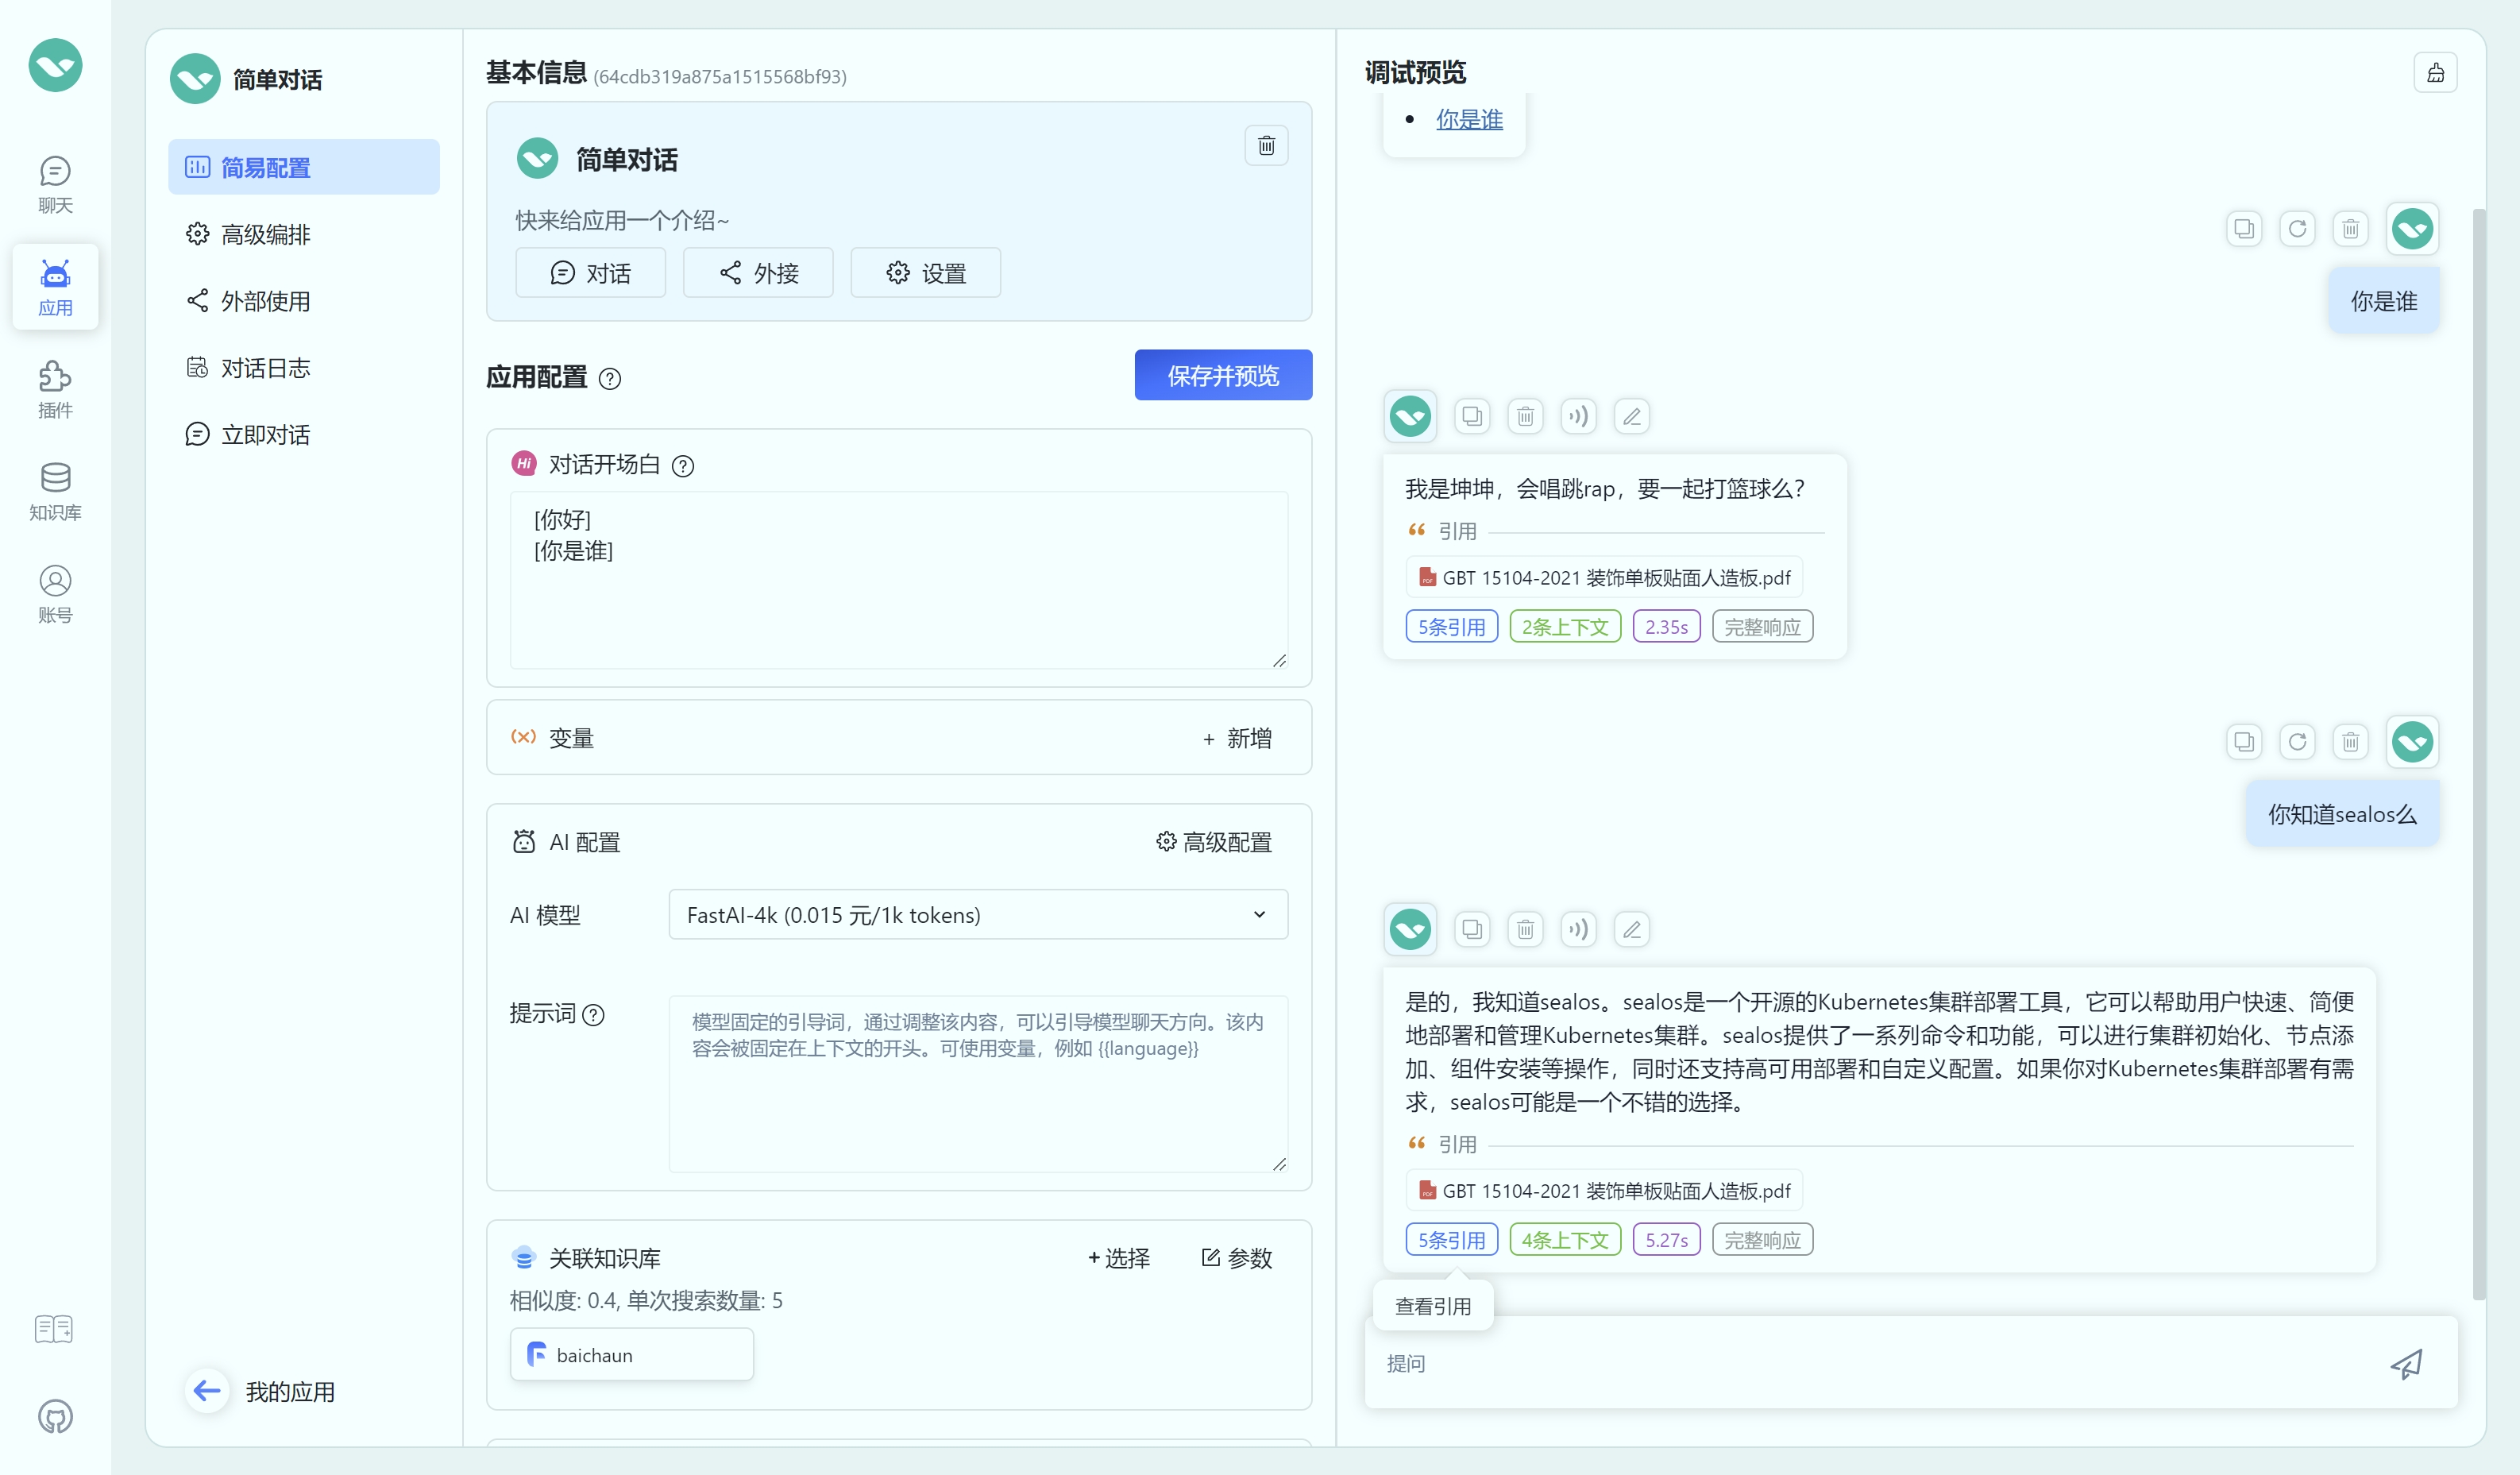 聊天
应用
插件
知识库
账号
简单对话
简易配置
高级编排
外部使用
对话日志
立即对话
我的应用
基本信息 (64cdb319a875a1515568bf93)
简单对话
快来给应用一个介绍~
对话
外接
设置
应用配置
保存并预览
Hi 对话开场白
[你好]
[你是谁]
(x) 变量
+ 新增
AI 配置
高级配置
AI 模型
FastAI-4k (0.015 元/1k tokens)
提示词
模型固定的引导词，通过调整该内容，可以引导模型聊天方向。该内
容会被固定在上下文的开头。可使用变量，例如 {{language}}
关联知识库
+ 选择
参数
相似度: 0.4, 单次搜索数量: 5
baichaun
调试预览
• 你是谁
你是谁
我是坤坤，会唱跳rap，要一起打篮球么？
引用
GBT 15104-2021 装饰单板贴面人造板.pdf
5条引用
2条上下文
2.35s
完整响应
你知道sealos么
是的，我知道sealos。sealos是一个开源的Kubernetes集群部署工具，它可以帮助用户快速、简便
地部署和管理Kubernetes集群。sealos提供了一系列命令和功能，可以进行集群初始化、节点添
加、组件安装等操作，同时还支持高可用部署和自定义配置。如果你对Kubernetes集群部署有需
求，sealos可能是一个不错的选择。
引用
GBT 15104-2021 装饰单板贴面人造板.pdf
5条引用
4条上下文
5.27s
完整响应
查看引用
提问